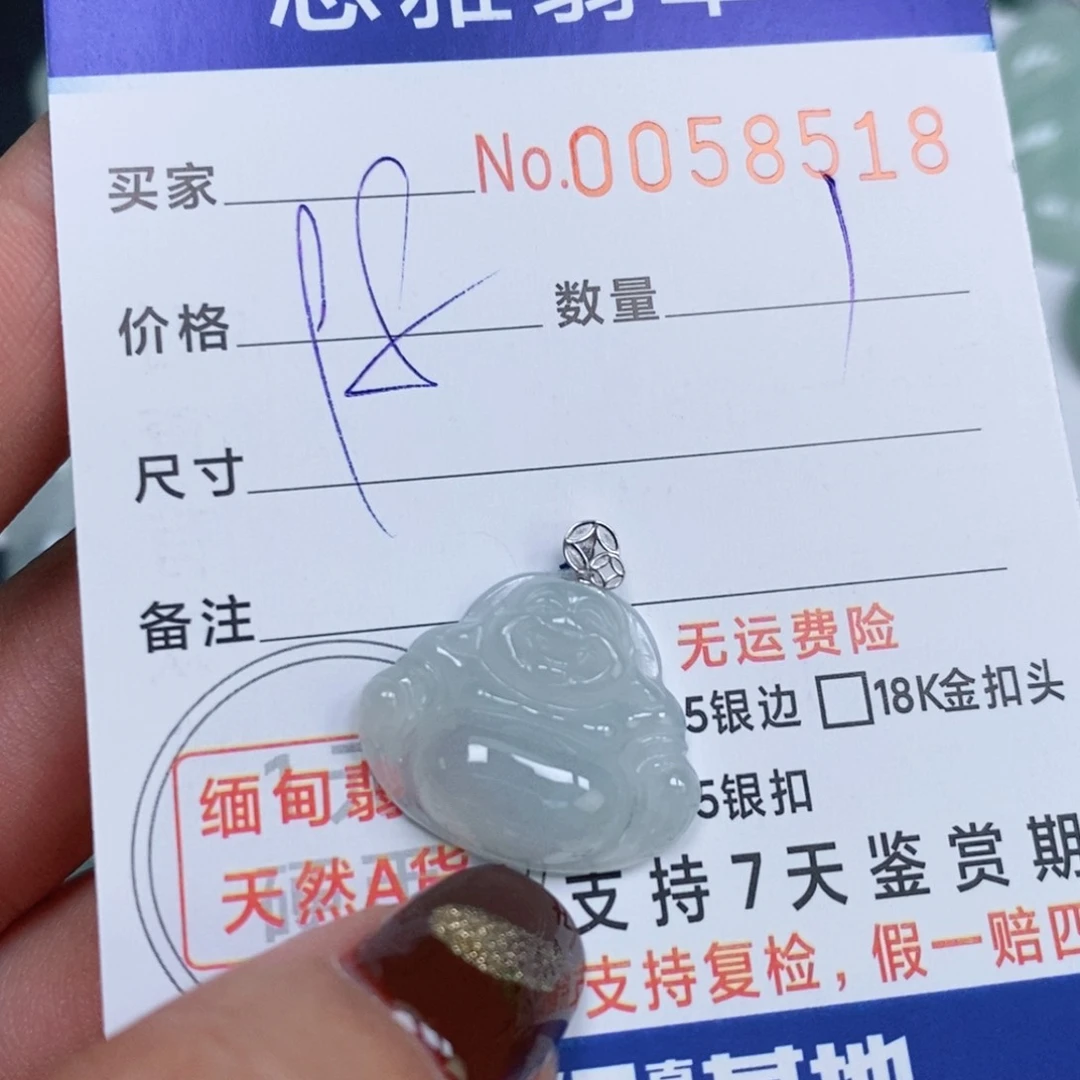 买家 No.0058518
价格 数量 1
尺寸
备注
无运费险
5银边 □18K金扣头
5银扣
缅甸翡
天然A货
支持7天鉴赏期
支持复检，假一赔四